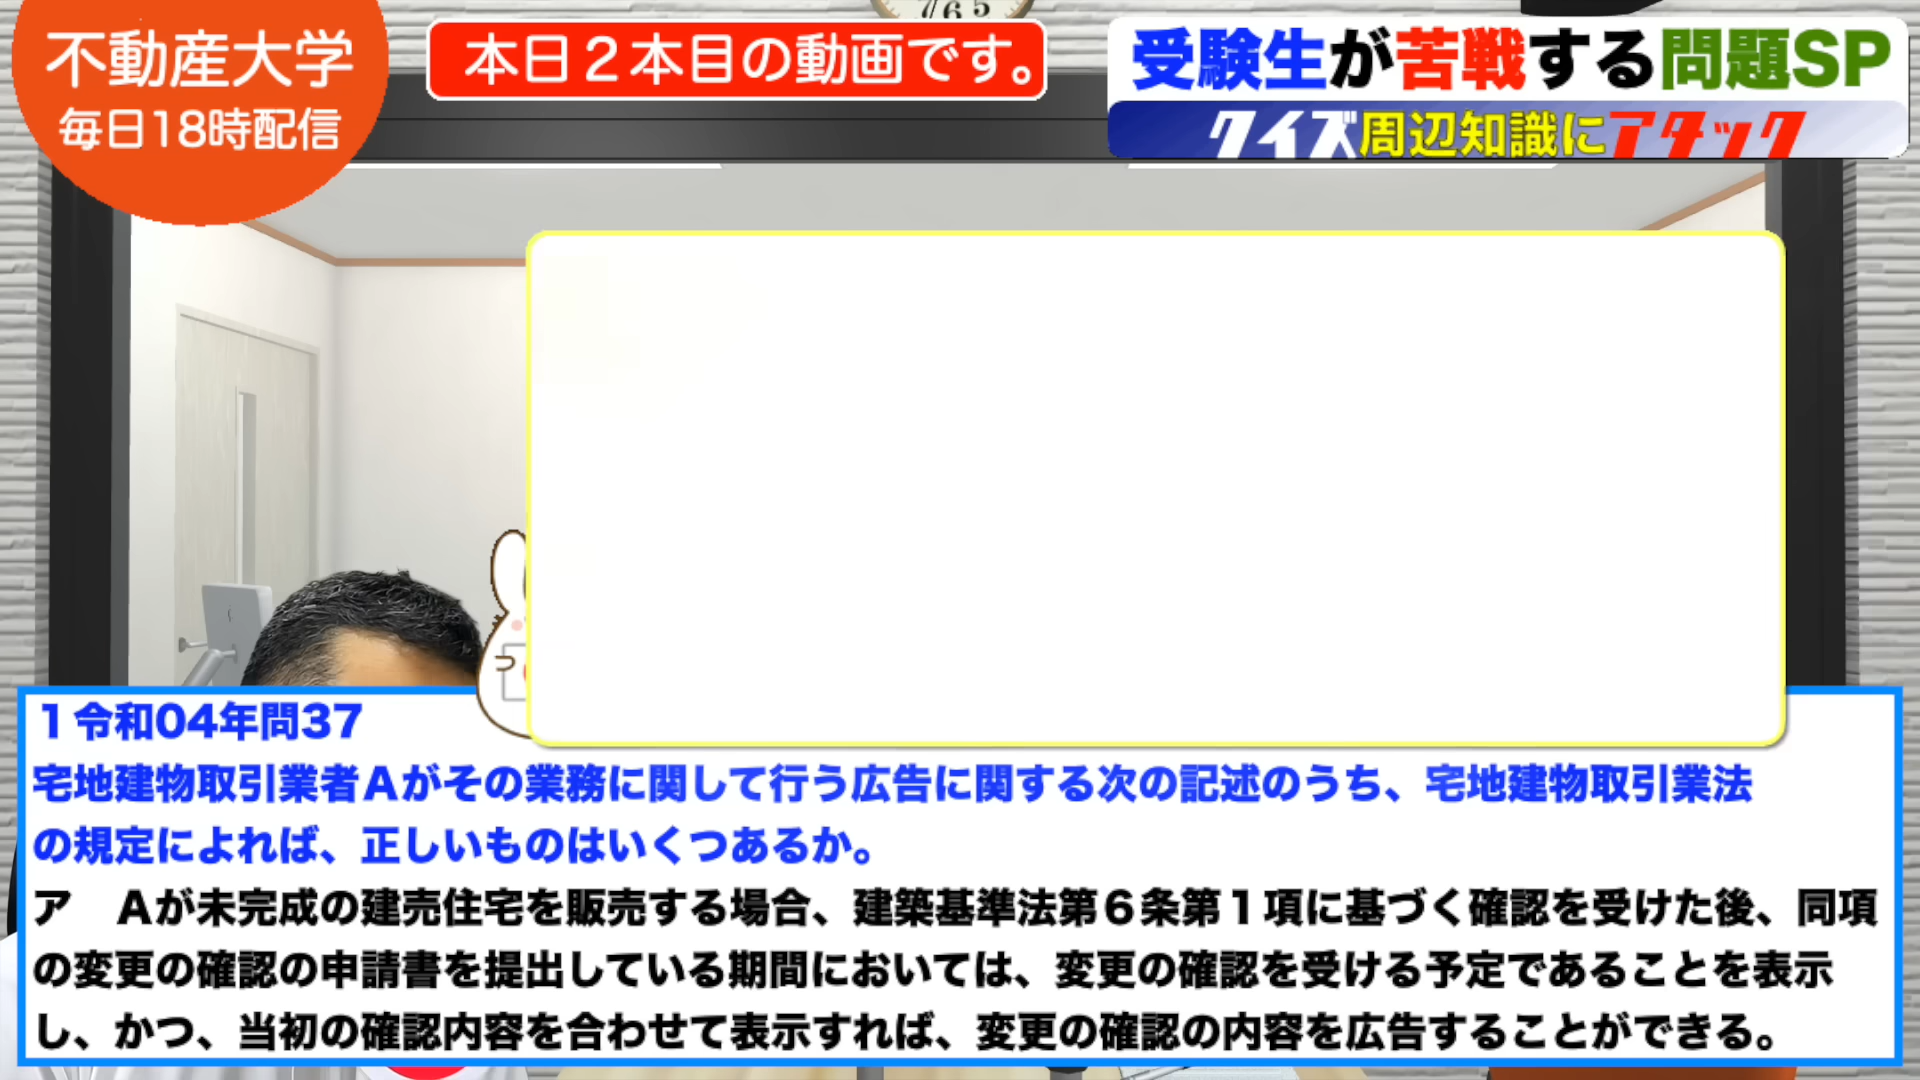 不動産大学
毎日18時配信
本日２本目の動画です。
受験生が苦戦する問題SP
クイズ周辺知識にアタック
7 6 5
１令和04年問37
宅地建物取引業者Ａがその業務に関して行う広告に関する次の記述のうち、宅地建物取引業法
の規定によれば、正しいものはいくつあるか。
ア　Ａが未完成の建売住宅を販売する場合、建築基準法第６条第１項に基づく確認を受けた後、同項
の変更の確認の申請書を提出している期間においては、変更の確認を受ける予定であることを表示
し、かつ、当初の確認内容を合わせて表示すれば、変更の確認の内容を広告することができる。